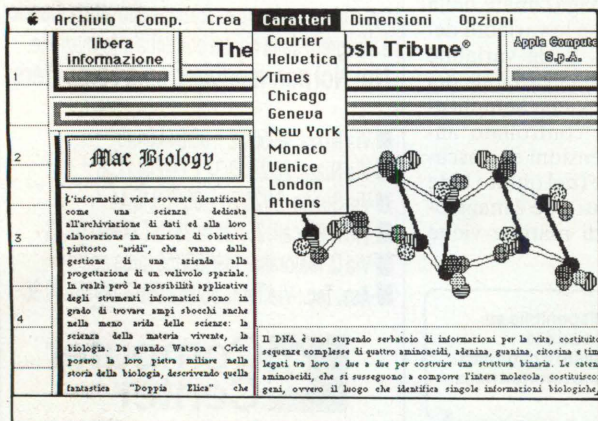 Archivio Comp. Crea Caratteri Dimensioni Opzioni
libera
informazione
The
osh Tribune®
Apple Compute
S.p.A.
Courier
Helvetica
✓Times
Chicago
Geneva
New York
Monaco
Venice
London
Athens
1
2
3
4
Mac Biology
L'informatica viene sovente identificata
come una scienza dedicata
all'archiviazione di dati ed alla loro
elaborazione in funzione di obiettivi
piuttosto "aridi", che vanno dalla
gestione di una azienda alla
progettazione di un velivolo spaziale.
In realtà però le possibilità applicative
degli strumenti informatici sono in
grado di trovare ampi sbocchi anche
nella meno arida delle scienze: la
scienza della materia vivente, la
biologia. Da quando Watson e Crick
posero la loro pietra miliare nella
storia della biologia, descrivendo quella
fantastica "Doppia Elica" che
Il DNA è uno stupendo serbatoio di informazioni per la vita, costituito
sequenze complesse di quattro aminoacidi, adenina, guanina, citosina e tim
legati tra loro a due a due per costruire una struttura binaria. Le caten
aminoacidi, che si susseguono a comporre l'intera molecola, costituiscon
geni, ovvero il luogo che identifica singole informazioni biologiche,